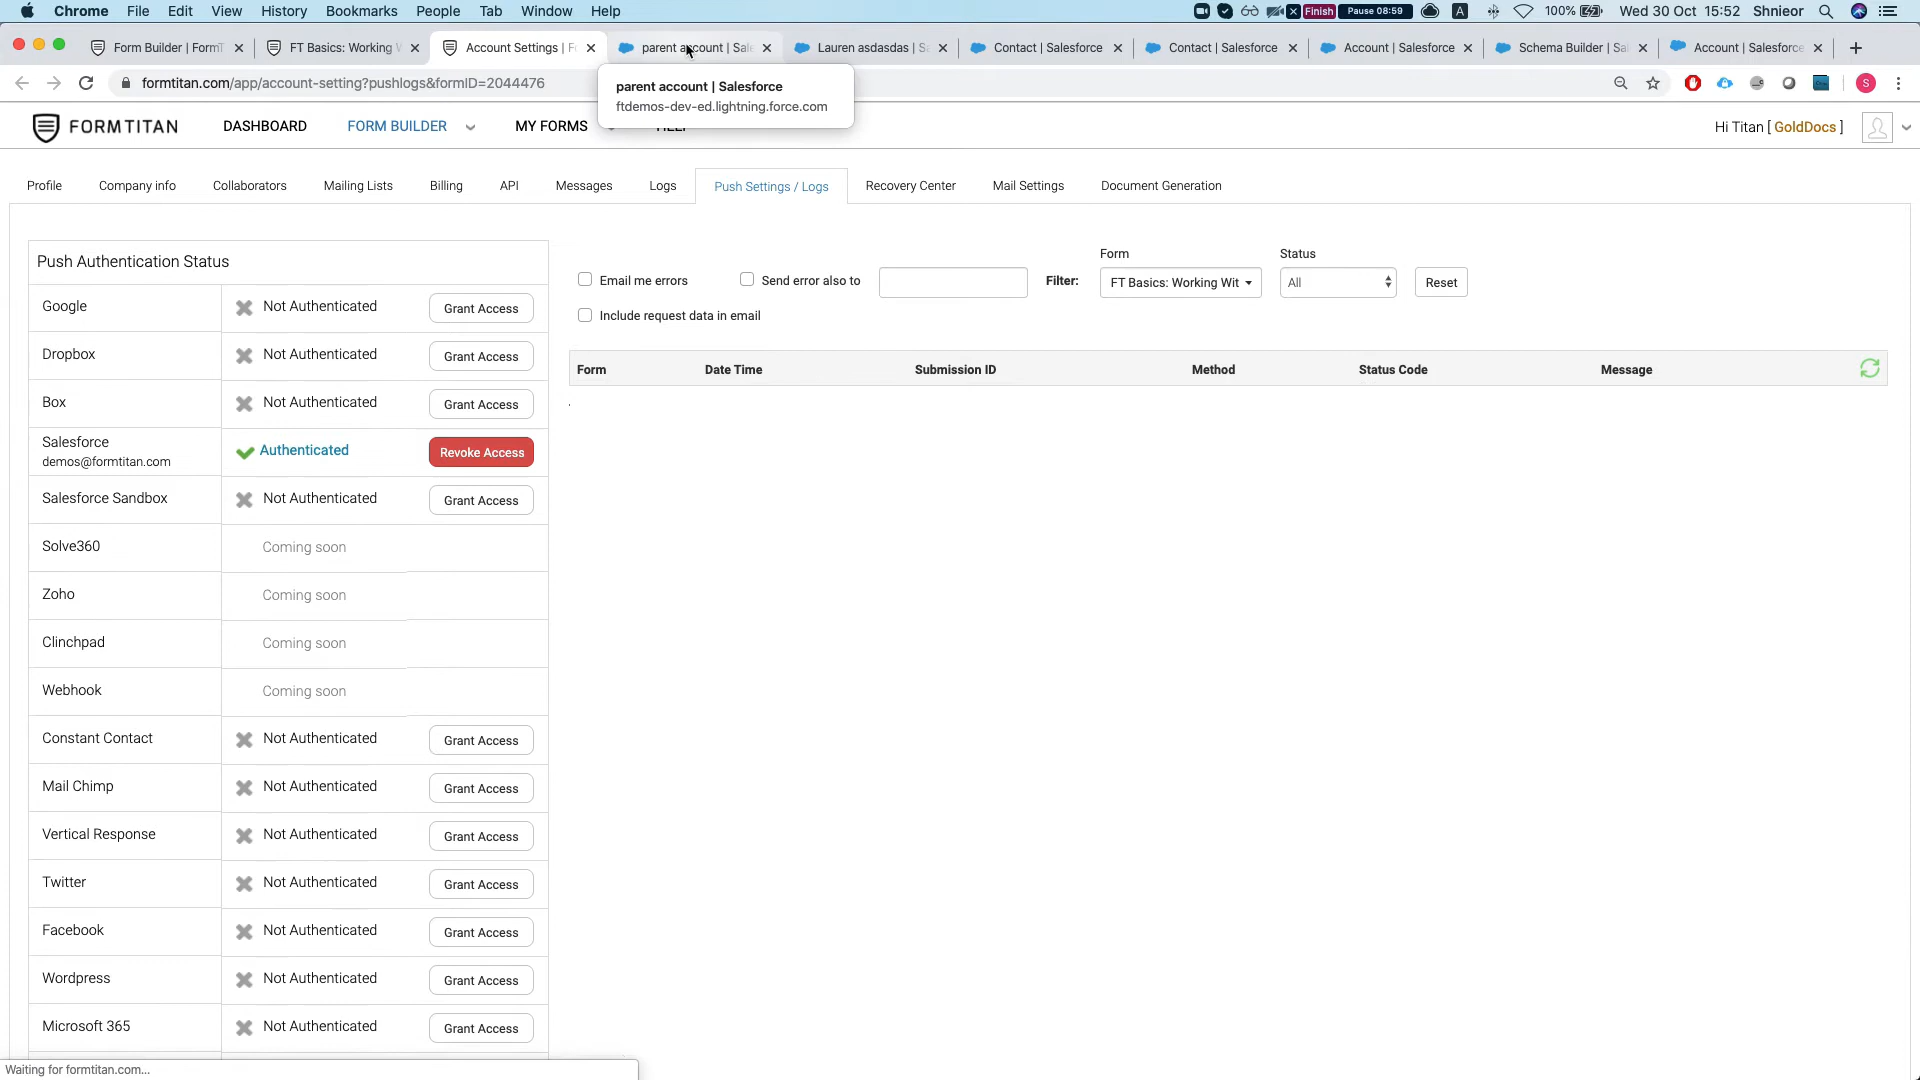 Chrome File Edit View History Bookmarks People Tab Window Help
Finish Pause 08:59 A 100% Wed 30 Oct 15:52 Shnieor
Form Builder | FormT
FT Basics: Working
Account Settings | F
parent account | Sale
Lauren asdasdas | S
Contact | Salesforce
Contact | Salesforce
Account | Salesforce
Schema Builder | Sal
Account | Salesforce
formtitan.com/app/account-setting?pushlogs&formID=2044476
S
parent account | Salesforce
ftdemos-dev-ed.lightning.force.com
FORMTITAN
DASHBOARD FORM BUILDER MY FORMS HELP
Hi Titan [ GoldDocs ]
Profile Company info Collaborators Mailing Lists Billing API Messages Logs Push Settings / Logs Recovery Center Mail Settings Document Generation
Push Authentication Status
Google Not Authenticated Grant Access
Dropbox Not Authenticated Grant Access
Box Not Authenticated Grant Access
Salesforce Authenticated Revoke Access
demos@formtitan.com
Salesforce Sandbox Not Authenticated Grant Access
Solve360 Coming soon
Zoho Coming soon
Clinchpad Coming soon
Webhook Coming soon
Constant Contact Not Authenticated Grant Access
Mail Chimp Not Authenticated Grant Access
Vertical Response Not Authenticated Grant Access
Twitter Not Authenticated Grant Access
Facebook Not Authenticated Grant Access
Wordpress Not Authenticated Grant Access
Microsoft 365 Not Authenticated Grant Access
Form Status
Email me errors Send error also to Filter: FT Basics: Working Wit All Reset
Include request data in email
Form Date Time Submission ID Method Status Code Message
.
Waiting for formtitan.com...